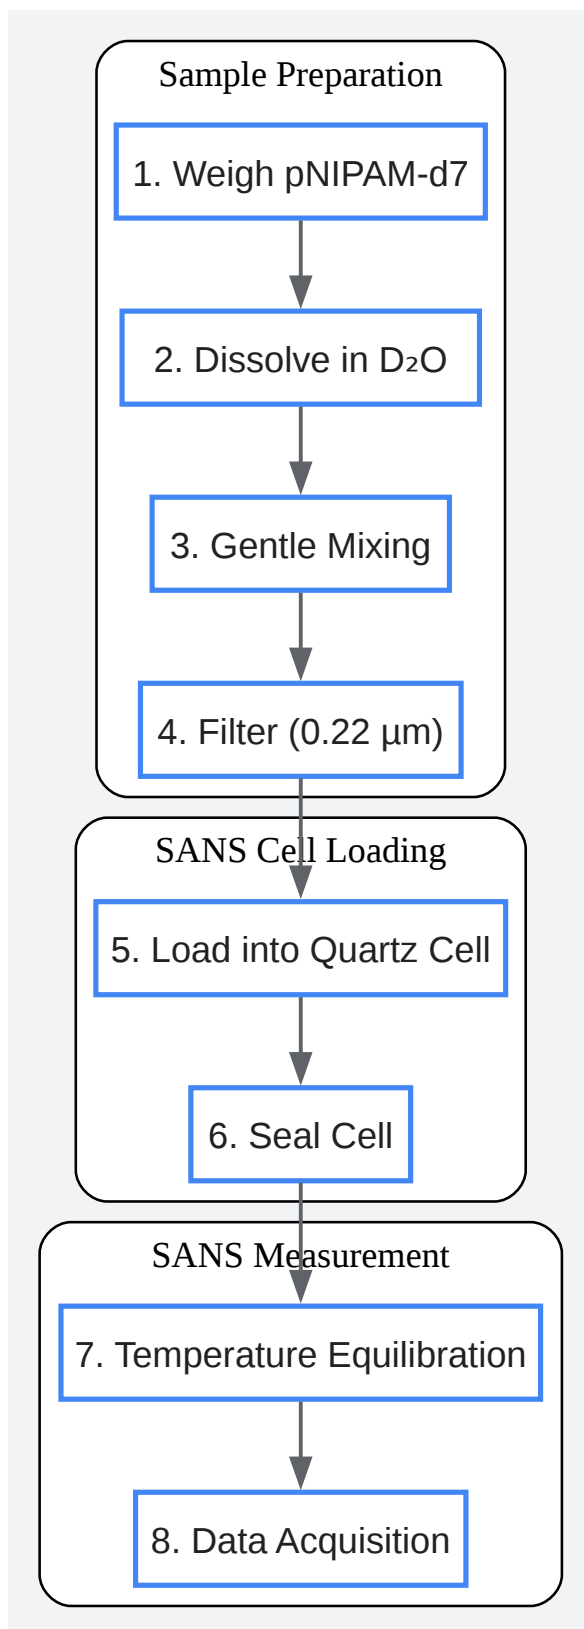 Sample Preparation
1. Weigh pNIPAM-d7
2. Dissolve in D₂O
3. Gentle Mixing
4. Filter (0.22 µm)
SANS Cell Loading
5. Load into Quartz Cell
6. Seal Cell
SANS Measurement
7. Temperature Equilibration
8. Data Acquisition